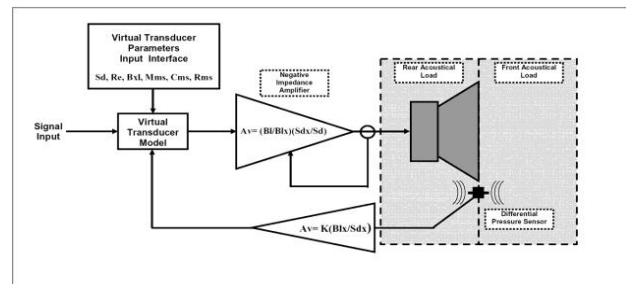 Virtual Transducer
Parameters
Input Interface
Sd, Re, Bxl, Mms, Cms, Rms
Negative
Impedance
Amplifier
Rear Acoustical
Load
Front Acoustical
Load
Signal
Input
Virtual
Transducer
Model
Av= (Bl/Blx)(Sdx/Sd)
Differential
Pressure Sensor
Av= K(Blx/Sdx)